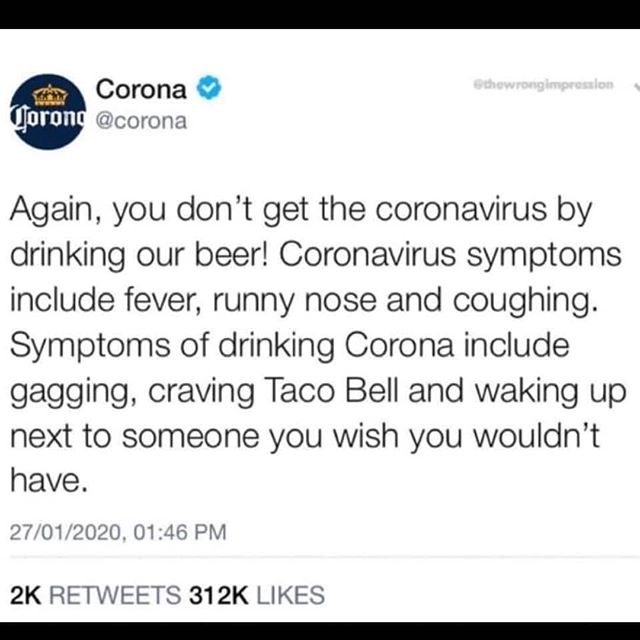 Corona
@thewrongimpression
Corona @corona
Again, you don't get the coronavirus by
drinking our beer! Coronavirus symptoms
include fever, runny nose and coughing.
Symptoms of drinking Corona include
gagging, craving Taco Bell and waking up
next to someone you wish you wouldn't
have.
27/01/2020, 01:46 PM
2K RETWEETS 312K LIKES